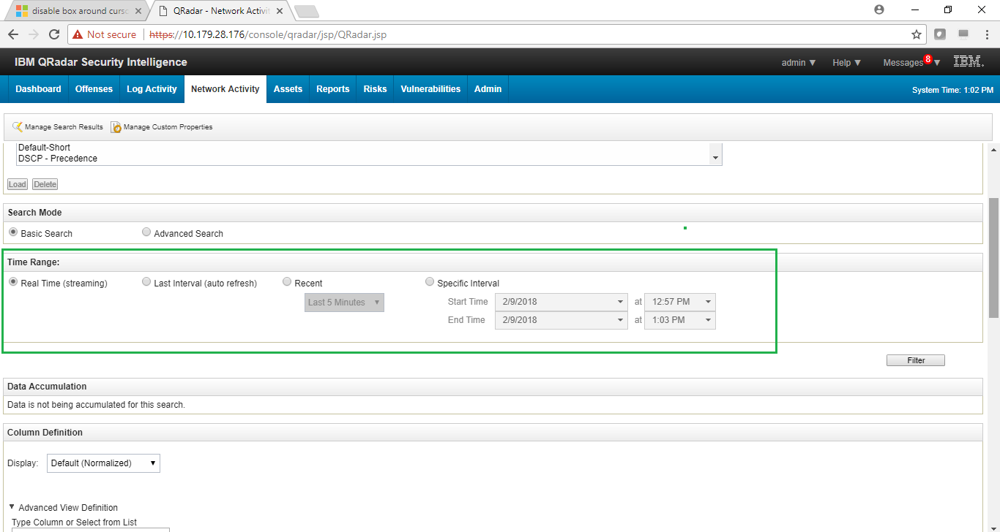 disable box around curso
QRadar - Network Activit
Not secure https://10.179.28.176/console/qradar/jsp/QRadar.jsp
IBM QRadar Security Intelligence
admin ▼ Help ▼ Messages 8 ▼ IBM.
Dashboard Offenses Log Activity Network Activity Assets Reports Risks Vulnerabilities Admin System Time: 1:02 PM
Manage Search Results Manage Custom Properties
Default-Short
DSCP - Precedence
Load Delete
Search Mode
Basic Search Advanced Search
Time Range:
Real Time (streaming) Last Interval (auto refresh) Recent Specific Interval
Last 5 Minutes Start Time 2/9/2018 at 12:57 PM
End Time 2/9/2018 at 1:03 PM
Filter
Data Accumulation
Data is not being accumulated for this search.
Column Definition
Display: Default (Normalized)
Advanced View Definition
Type Column or Select from List